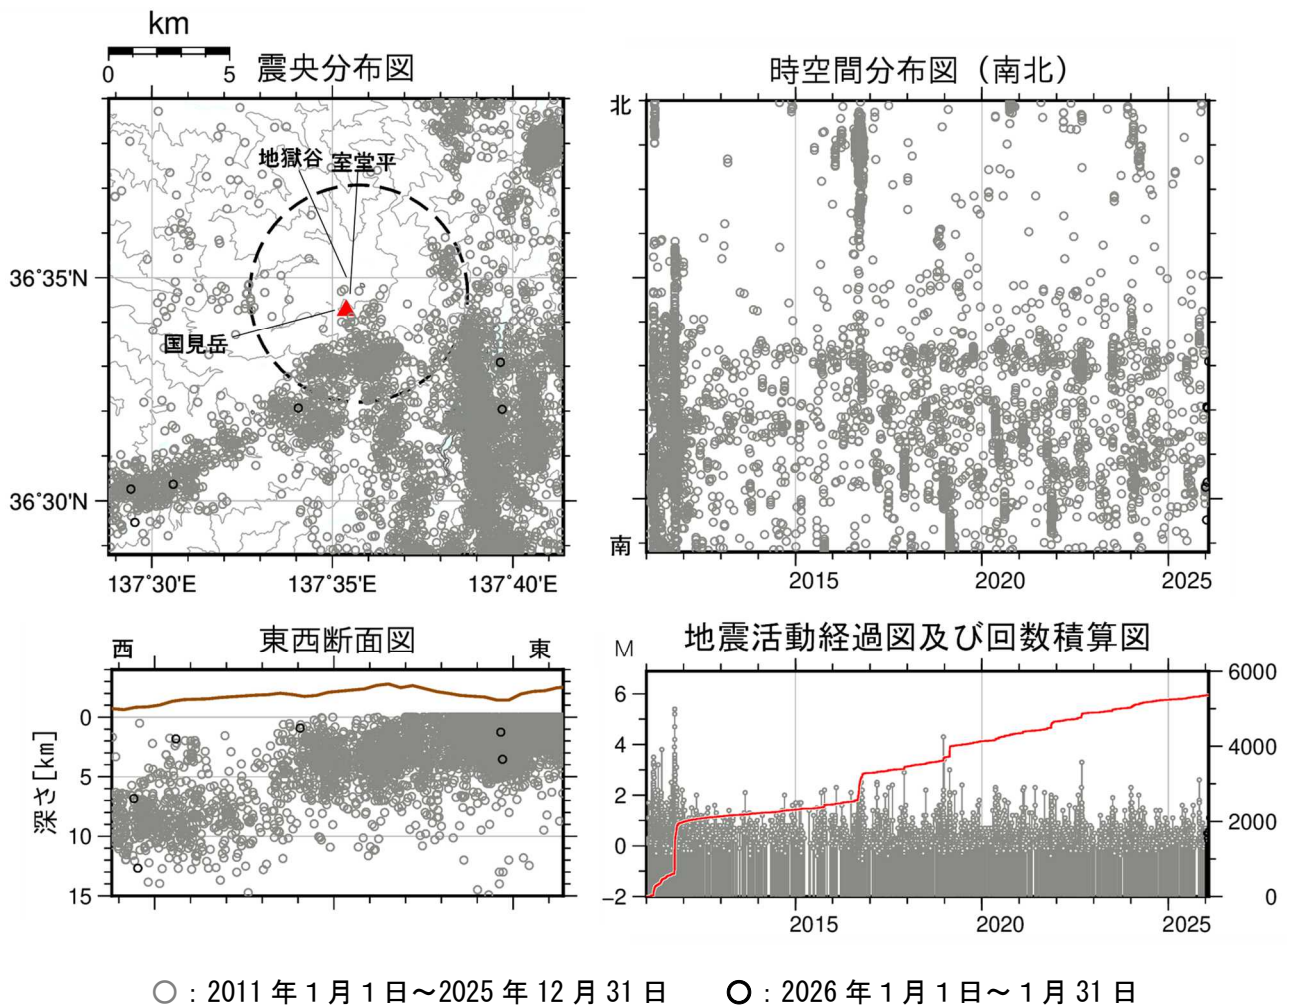 km
0 5
震央分布図
地獄谷 室堂平
国見岳
36°35'N
36°30'N
137°30'E 137°35'E 137°40'E
時空間分布図（南北）
北
南
2015 2020 2025
東西断面図
西 東
深さ[km]
0
5
10
15
地震活動経過図及び回数積算図
M
6
4
2
0
−2
6000
4000
2000
0
2015 2020 2025
○：2011年1月1日～2025年12月31日 ○：2026年1月1日～1月31日